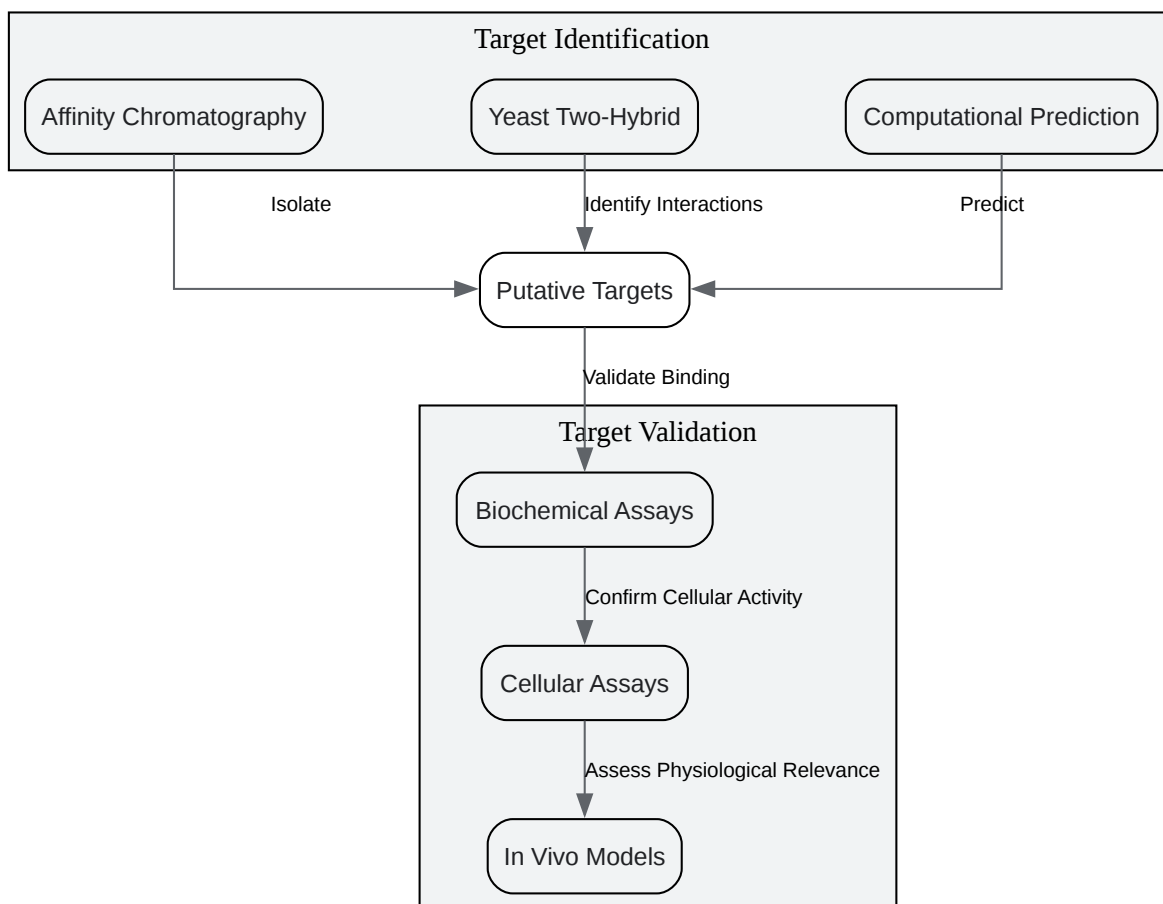 Target Identification
Affinity Chromatography
Yeast Two-Hybrid
Computational Prediction
Isolate
Identify Interactions
Predict
Putative Targets
Validate Binding
Target Validation
Biochemical Assays
Confirm Cellular Activity
Cellular Assays
Assess Physiological Relevance
In Vivo Models